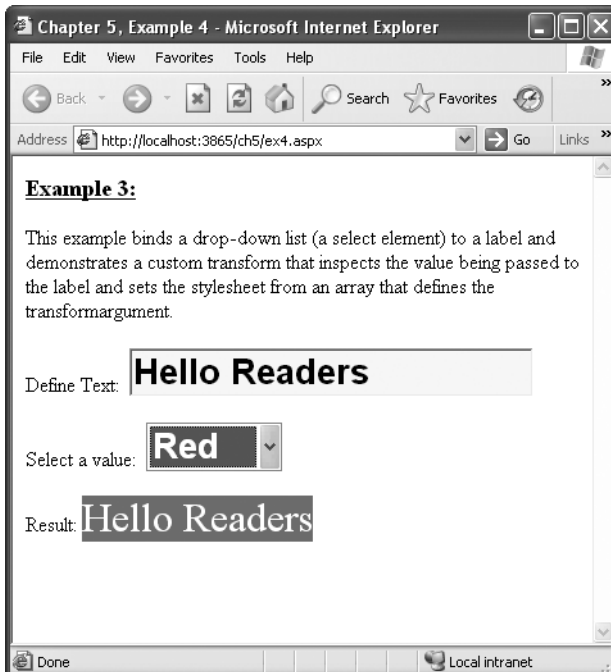 Chapter 5, Example 4 - Microsoft Internet Explorer
File Edit View Favorites Tools Help
Back Search Favorites »
Address http://localhost:3865/ch5/ex4.aspx Go Links »
Example 3:
This example binds a drop-down list (a select element) to a label and
demonstrates a custom transform that inspects the value being passed to
the label and sets the stylesheet from an array that defines the
transformargument.
Define Text: Hello Readers
Select a value: Red
Result: Hello Readers
Done Local intranet